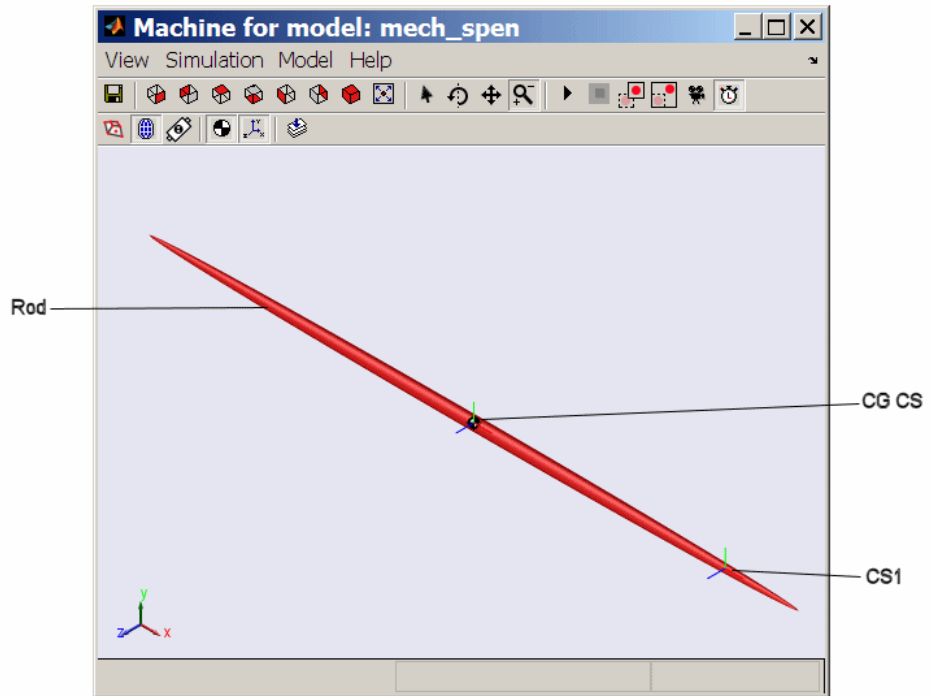 Machine for model: mech_spen
View Simulation Model Help
Rod
CG CS
CS1
y
z x